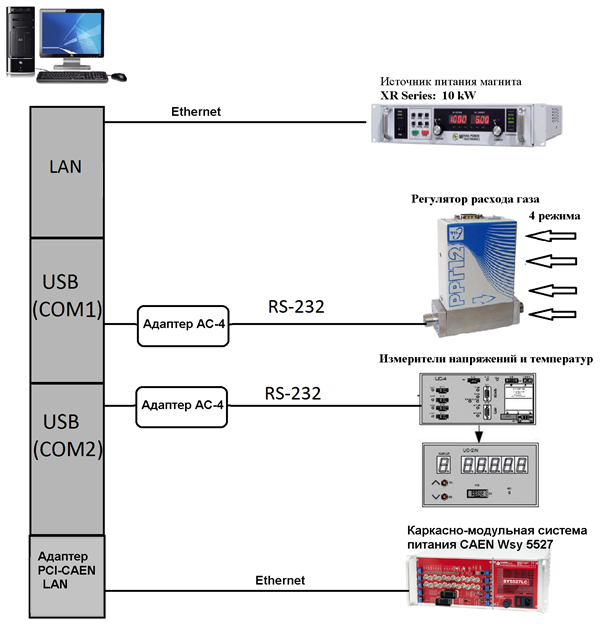 Источник питания магнита
XR Series: 10 kW
Ethernet
LAN
Регулятор расхода газа
4 режима
РРГ12
USB
(COM1)
RS-232
Адаптер АС-4
Измерители напряжений и температур
UC-4
USB
(COM2)
RS-232
Адаптер АС-4
Каркасно-модульная система
питания CAEN Wsy 5527
Адаптер
PCI-CAEN
LAN
Ethernet
SY5527LC